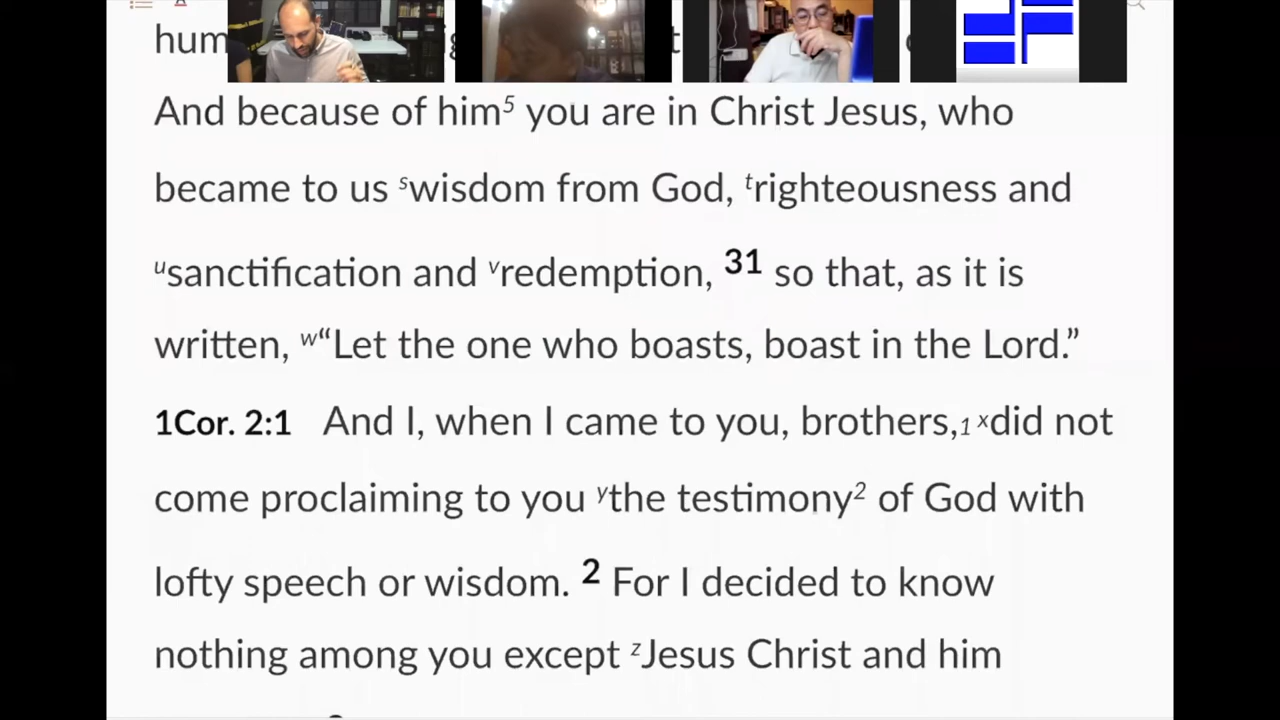 And because of him5 you are in Christ Jesus, who
became to us swisdom from God, trighteousness and
usanctification and vredemption, 31 so that, as it is
written, w“Let the one who boasts, boast in the Lord.”
1Cor. 2:1 And I, when I came to you, brothers,1 xdid not
come proclaiming to you ythe testimony2 of God with
lofty speech or wisdom. 2 For I decided to know
nothing among you except zJesus Christ and him